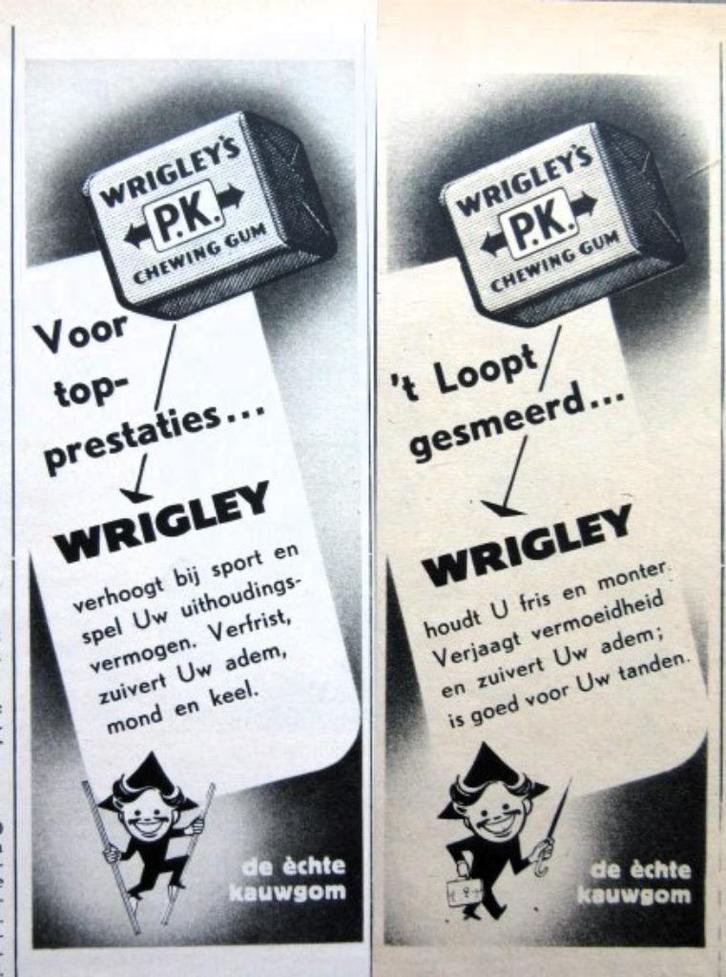 WRIGLEY'S
P.K.
CHEWING GUM
Voor
top-
prestaties...
WRIGLEY
verhoogt bij sport en
spel Uw uithoudings-
vermogen. Verfrist,
zuivert Uw adem,
mond en keel.
de èchte
kauwgom
WRIGLEY'S
P.K.
CHEWING GUM
't Loopt
gesmeerd...
WRIGLEY
houdt U fris en monter.
Verjaagt vermoeidheid
en zuivert Uw adem;
is goed voor Uw tanden.
de èchte
kauwgom